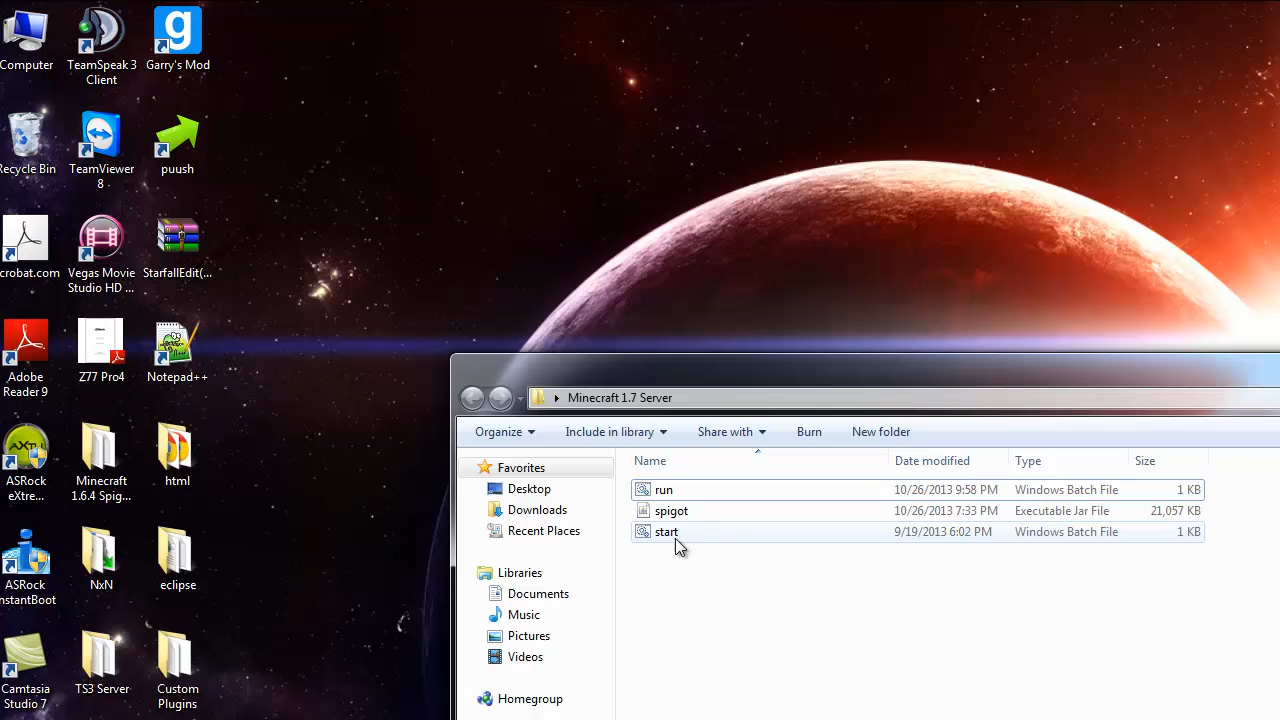 Computer
TeamSpeak 3
Client
g
Garry's Mod
Recycle Bin
TeamViewer
8
puush
crobat.com
Vegas Movie
Studio HD ...
StarfallEdit(...
Adobe
Reader 9
Z77 Pro4
Notepad++
ASRock
eXtre...
Minecraft
1.6.4 Spig...
html
ASRock
nstantBoot
NxN
eclipse
Camtasia
Studio 7
TS3 Server
Custom
Plugins
Minecraft 1.7 Server
Organize
Include in library
Share with
Burn
New folder
Favorites
Desktop
Downloads
Recent Places
Libraries
Documents
Music
Pictures
Videos
Homegroup
Name Date modified Type Size
run 10/26/2013 9:58 PM Windows Batch File 1 KB
spigot 10/26/2013 7:33 PM Executable Jar File 21,057 KB
start 9/19/2013 6:02 PM Windows Batch File 1 KB